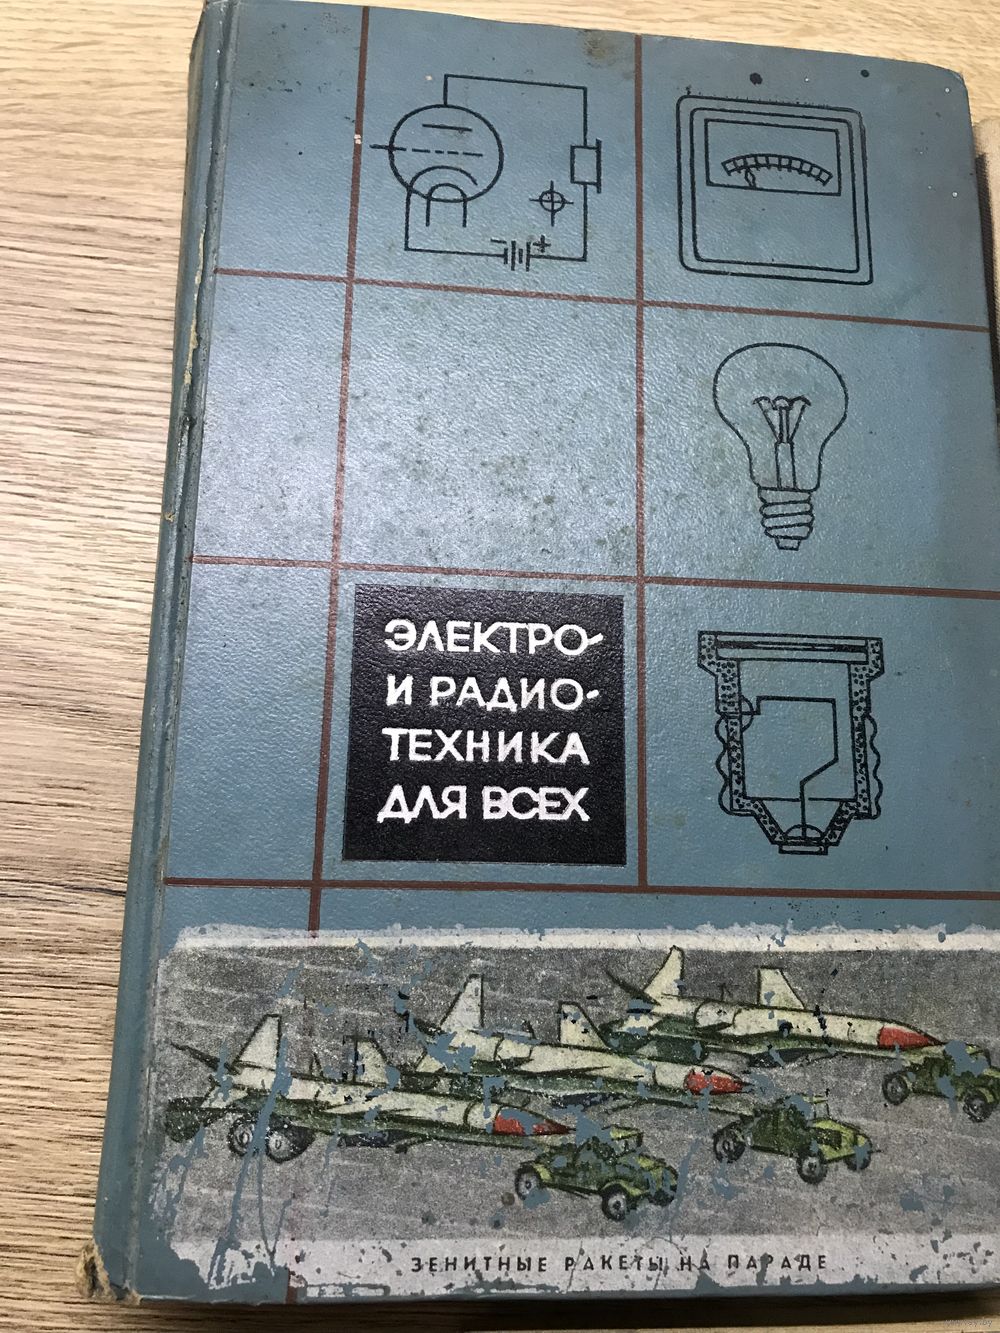 ЭЛЕКТРО-
И РАДИО-
ТЕХНИКА
ДЛЯ ВСЕХ
ЗЕНИТНЫЕ РАКЕТЫ НА ПАРАДЕ